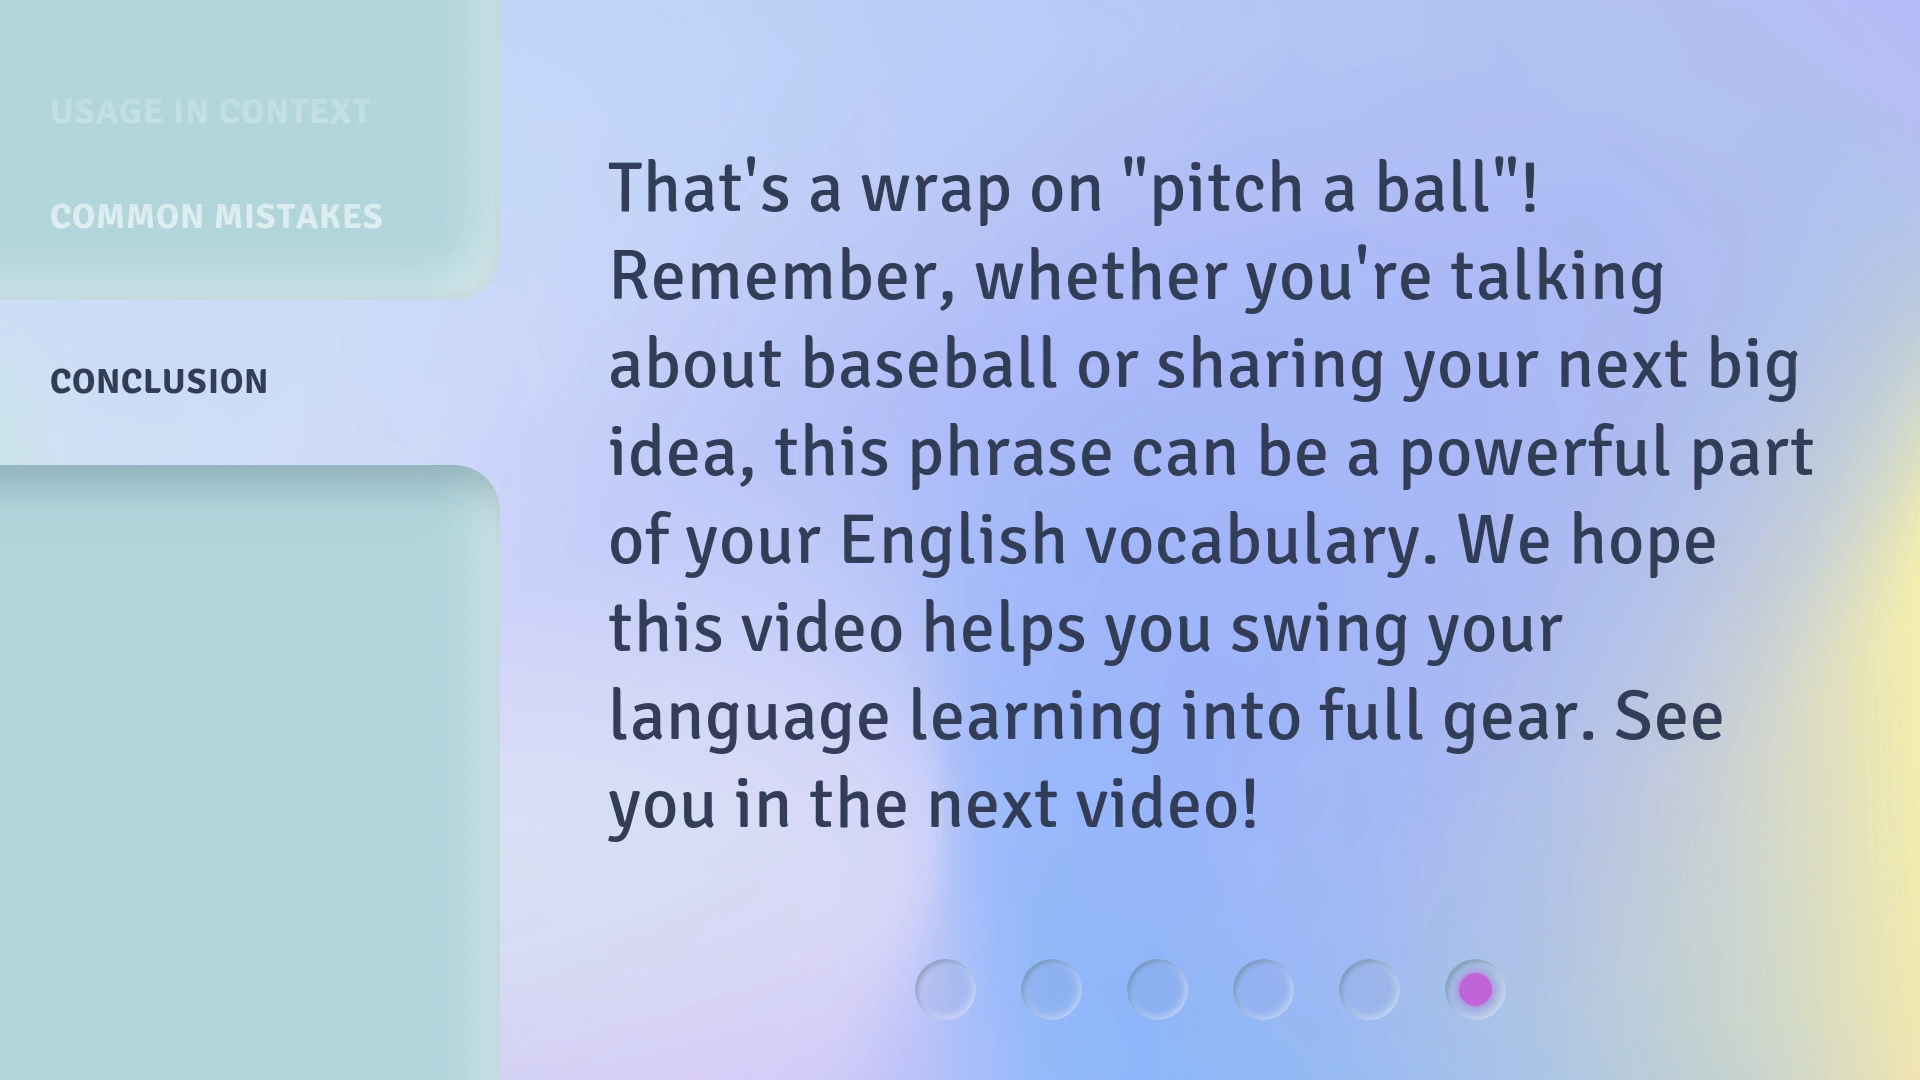 USAGE IN CONTEXT
COMMON MISTAKES
CONCLUSION
That's a wrap on "pitch a ball"!
Remember, whether you're talking
about baseball or sharing your next big
idea, this phrase can be a powerful part
of your English vocabulary. We hope
this video helps you swing your
language learning into full gear. See
you in the next video!